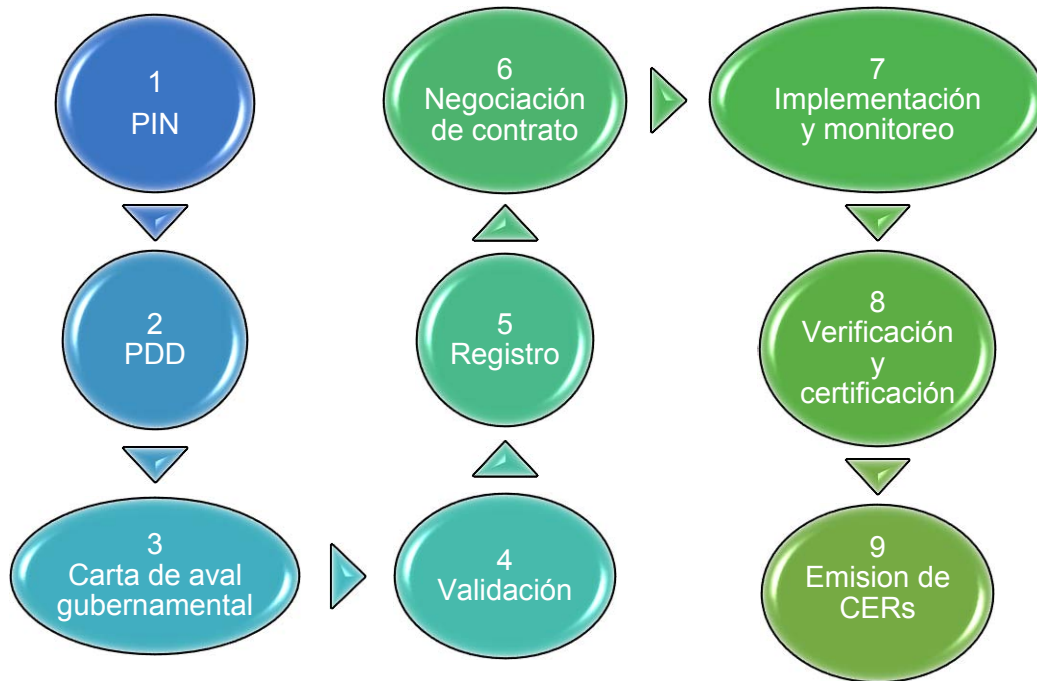 1
PIN
2
PDD
3
Carta de aval
gubernamental
4
Validación
5
Registro
6
Negociación
de contrato
7
Implementación
y monitoreo
8
Verificación
y
certificación
9
Emision de
CERs